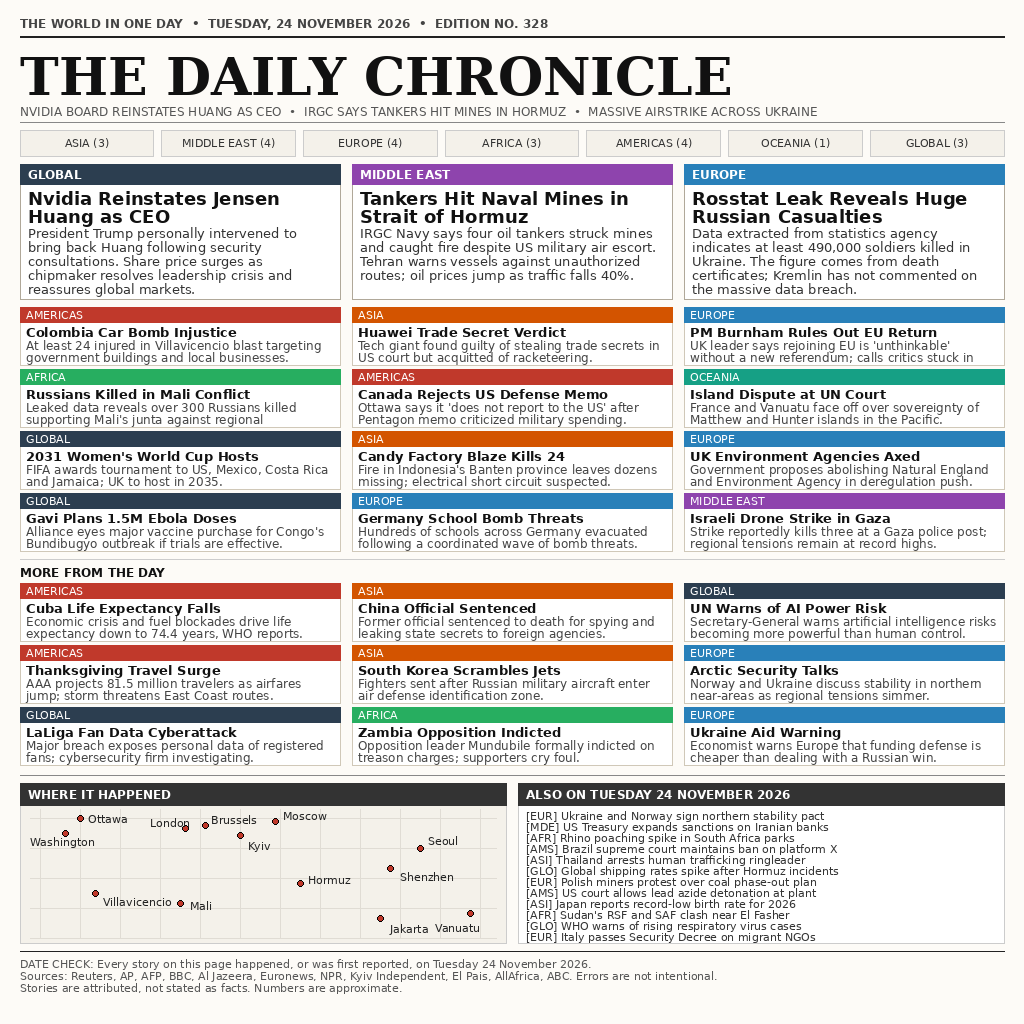 THE WORLD IN ONE DAY • TUESDAY, 24 NOVEMBER 2026 • EDITION NO. 328
THE DAILY CHRONICLE
NVIDIA BOARD REINSTATES HUANG AS CEO • IRGC SAYS TANKERS HIT MINES IN HORMUZ • MASSIVE AIRSTRIKE ACROSS UKRAINE
ASIA (3)
MIDDLE EAST (4)
EUROPE (4)
AFRICA (3)
AMERICAS (4)
OCEANIA (1)
GLOBAL (3)
GLOBAL
Nvidia Reinstates Jensen
Huang as CEO
President Trump personally intervened to
bring back Huang following security
consultations. Share price surges as
chipmaker resolves leadership crisis and
reassures global markets.
MIDDLE EAST
Tankers Hit Naval Mines in
Strait of Hormuz
IRGC Navy says four oil tankers struck mines
and caught fire despite US military air escort.
Tehran warns vessels against unauthorized
routes; oil prices jump as traffic falls 40%.
EUROPE
Rosstat Leak Reveals Huge
Russian Casualties
Data extracted from statistics agency
indicates at least 490,000 soldiers killed in
Ukraine. The figure comes from death
certificates; Kremlin has not commented on
the massive data breach.
AMERICAS
Colombia Car Bomb Injustice
At least 24 injured in Villavicencio blast targeting
government buildings and local businesses.
ASIA
Huawei Trade Secret Verdict
Tech giant found guilty of stealing trade secrets in
US court but acquitted of racketeering.
EUROPE
PM Burnham Rules Out EU Return
UK leader says rejoining EU is 'unthinkable'
without a new referendum; calls critics stuck in
AFRICA
Russians Killed in Mali Conflict
Leaked data reveals over 300 Russians killed
supporting Mali's junta against regional
AMERICAS
Canada Rejects US Defense Memo
Ottawa says it 'does not report to the US' after
Pentagon memo criticized military spending.
OCEANIA
Island Dispute at UN Court
France and Vanuatu face off over sovereignty of
Matthew and Hunter islands in the Pacific.
GLOBAL
2031 Women's World Cup Hosts
FIFA awards tournament to US, Mexico, Costa Rica
and Jamaica; UK to host in 2035.
ASIA
Candy Factory Blaze Kills 24
Fire in Indonesia's Banten province leaves dozens
missing; electrical short circuit suspected.
EUROPE
UK Environment Agencies Axed
Government proposes abolishing Natural England
and Environment Agency in deregulation push.
GLOBAL
Gavi Plans 1.5M Ebola Doses
Alliance eyes major vaccine purchase for Congo's
Bundibugyo outbreak if trials are effective.
EUROPE
Germany School Bomb Threats
Hundreds of schools across Germany evacuated
following a coordinated wave of bomb threats.
MIDDLE EAST
Israeli Drone Strike in Gaza
Strike reportedly kills three at a Gaza police post;
regional tensions remain at record highs.
MORE FROM THE DAY
AMERICAS
Cuba Life Expectancy Falls
Economic crisis and fuel blockades drive life
expectancy down to 74.4 years, WHO reports.
ASIA
China Official Sentenced
Former official sentenced to death for spying and
leaking state secrets to foreign agencies.
GLOBAL
UN Warns of AI Power Risk
Secretary-General warns artificial intelligence risks
becoming more powerful than human control.
AMERICAS
Thanksgiving Travel Surge
AAA projects 81.5 million travelers as airfares
jump; storm threatens East Coast routes.
ASIA
South Korea Scrambles Jets
Fighters sent after Russian military aircraft enter
air defense identification zone.
EUROPE
Arctic Security Talks
Norway and Ukraine discuss stability in northern
near-areas as regional tensions simmer.
GLOBAL
LaLiga Fan Data Cyberattack
Major breach exposes personal data of registered
fans; cybersecurity firm investigating.
AFRICA
Zambia Opposition Indicted
Opposition leader Mundubile formally indicted on
treason charges; supporters cry foul.
EUROPE
Ukraine Aid Warning
Economist warns Europe that funding defense is
cheaper than dealing with a Russian win.
WHERE IT HAPPENED
Ottawa
Washington
London
Brussels
Moscow
Kyiv
Seoul
Shenzhen
Hormuz
Villavicencio
Mali
Jakarta
Vanuatu
ALSO ON TUESDAY 24 NOVEMBER 2026
[EUR] Ukraine and Norway sign northern stability pact
[MDE] US Treasury expands sanctions on Iranian banks
[AFR] Rhino poaching spike in South Africa parks
[AMS] Brazil supreme court maintains ban on platform X
[ASI] Thailand arrests human trafficking ringleader
[GLO] Global shipping rates spike after Hormuz incidents
[EUR] Polish miners protest over coal phase-out plan
[AMS] US court allows lead azide detonation at plant
[ASI] Japan reports record-low birth rate for 2026
[AFR] Sudan's RSF and SAF clash near El Fasher
[GLO] WHO warns of rising respiratory virus cases
[EUR] Italy passes Security Decree on migrant NGOs
DATE CHECK: Every story on this page happened, or was first reported, on Tuesday 24 November 2026.
Sources: Reuters, AP, AFP, BBC, Al Jazeera, Euronews, NPR, Kyiv Independent, El Pais, AllAfrica, ABC. Errors are not intentional.
Stories are attributed, not stated as facts. Numbers are approximate.